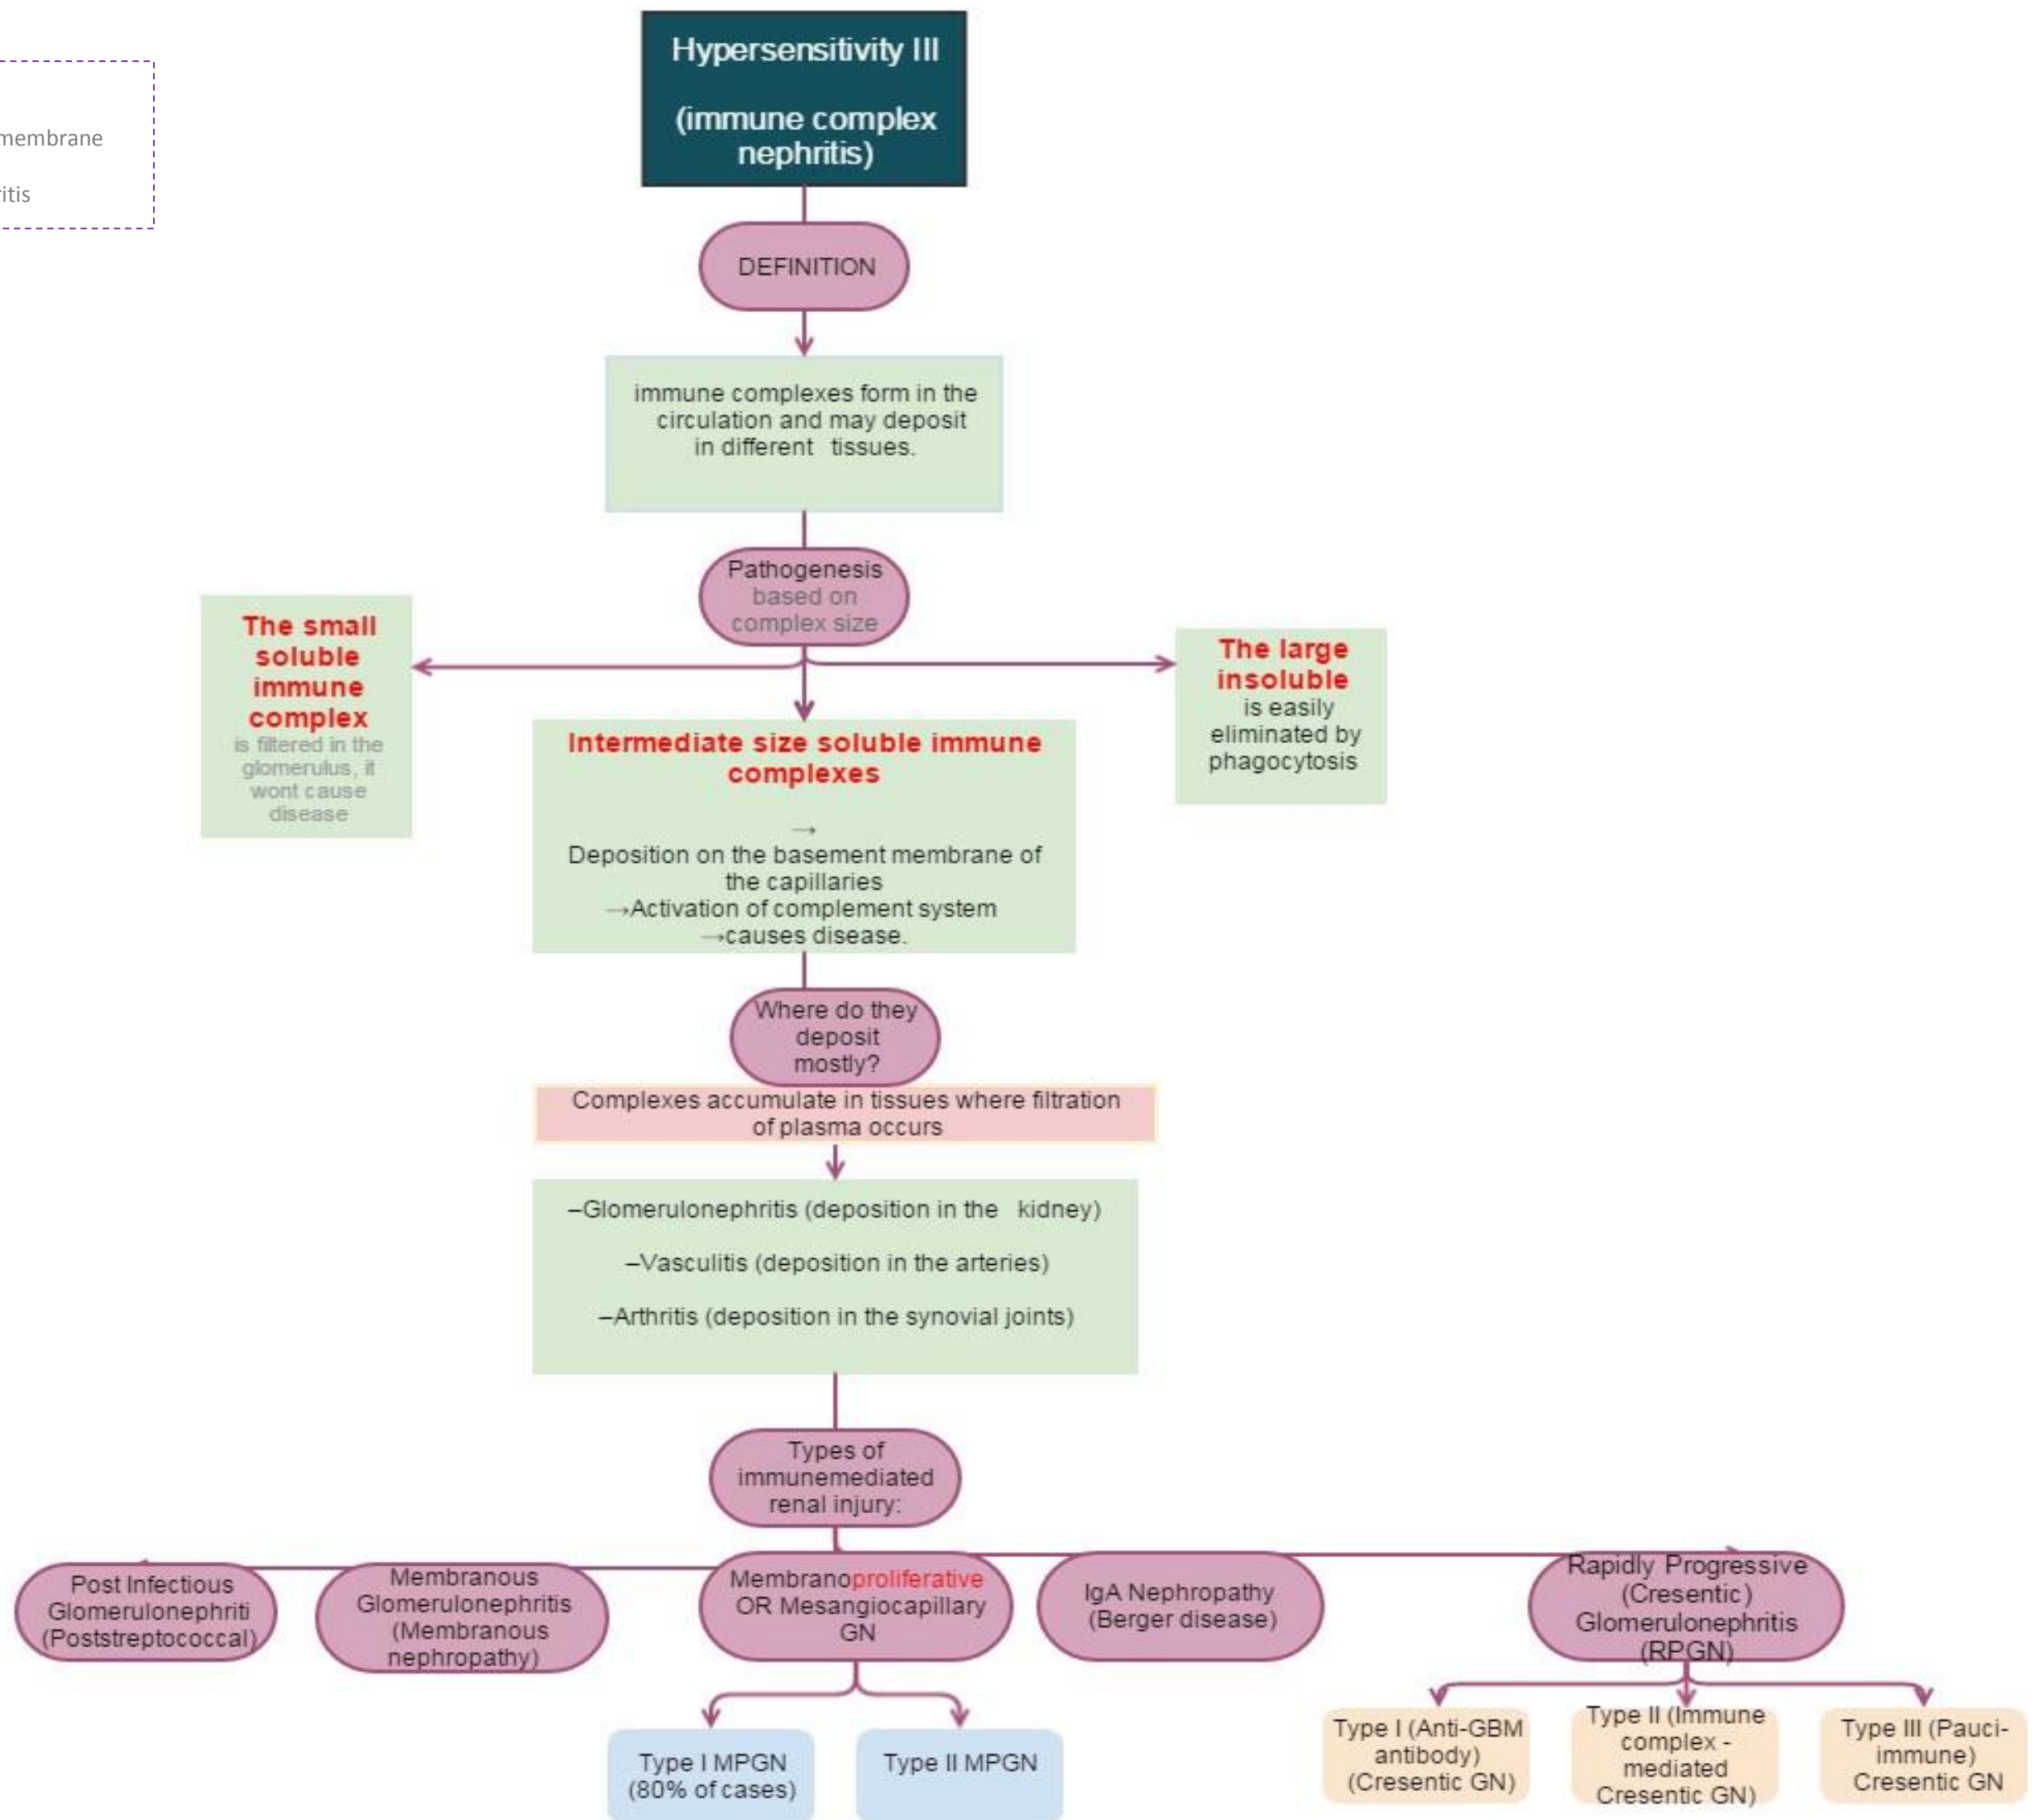 membrane
Hypersensitivity III
(immune complex
nephritis)
DEFINITION
immune complexes form in the
circulation and may deposit
in different tissues.
Pathogenesis
based on
complex size
The small
soluble
immune
complex
is filtered in the
glomerulus, it
wont cause
disease
The large
insoluble
is easily
eliminated by
phagocytosis
Intermediate size soluble immune
complexes
→
Deposition on the basement membrane of
the capillaries
→Activation of complement system
→causes disease.
Where do they
deposit
mostly?
Complexes accumulate in tissues where filtration
of plasma occurs
–Glomerulonephritis (deposition in the kidney)
–Vasculitis (deposition in the arteries)
–Arthritis (deposition in the synovial joints)
Types of
immunemediated
renal injury:
Post Infectious
Glomerulonephriti
(Poststreptococcal)
Membranous
Glomerulonephritis
(Membranous
nephropathy)
Membranoproliferative
OR Mesangiocapillary
GN
IgA Nephropathy
(Berger disease)
Rapidly Progressive
(Cresentic)
Glomerulonephritis
(RPGN)
Type I MPGN
(80% of cases)
Type II MPGN
Type I (Anti-GBM
antibody)
(Cresentic GN)
Type II (Immune
complex -
mediated
Cresentic GN)
Type III (Pauci-
immune)
Cresentic GN